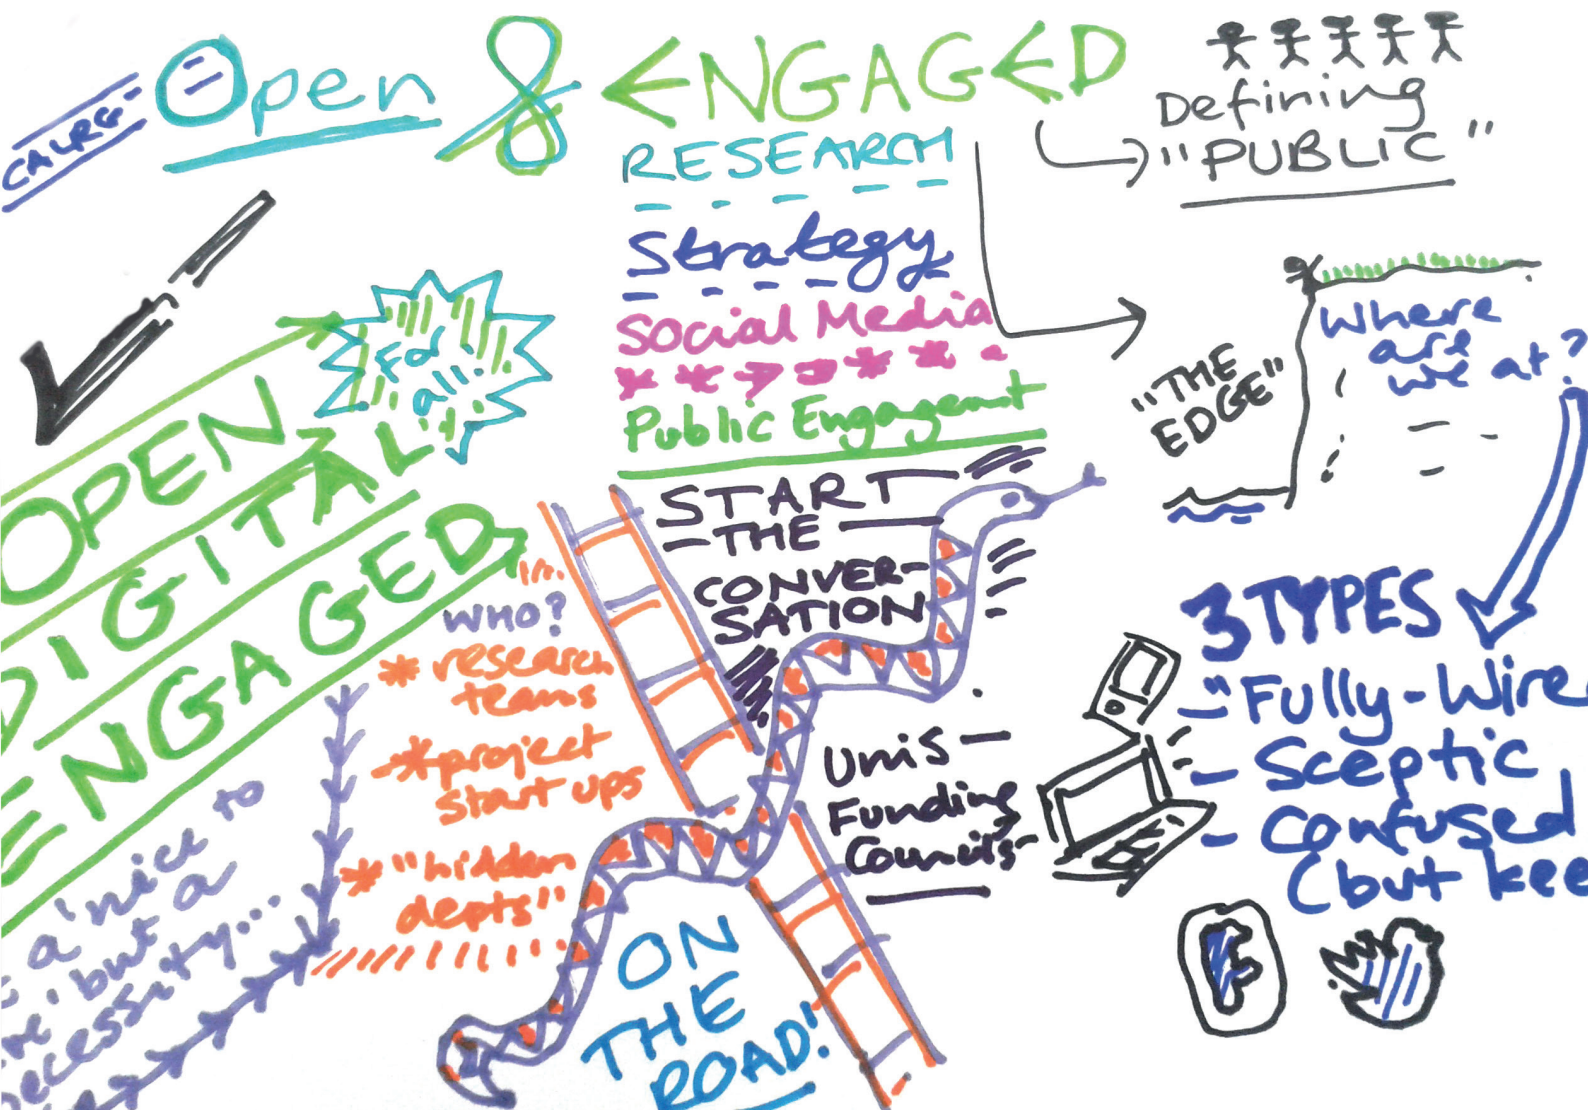 CALRG-
Open & ENGAGED
RESEARCH
Strategy
Social Media
Public Engagement
Defining
"PUBLIC"
"THE
EDGE"
Where
are
we at?
For
all.
OPEN
DIGITAL
ENGAGED
START
THE
CONVER-
SATION
WHO?
* research
teams
* project
start ups
* "hidden
depts"
Unis -
Funding
Councils
3 TYPES
- "Fully-Wire
- Sceptic
- Confused
(but kee
a 'nice to
, but a
necessity...
ON
THE
ROAD!